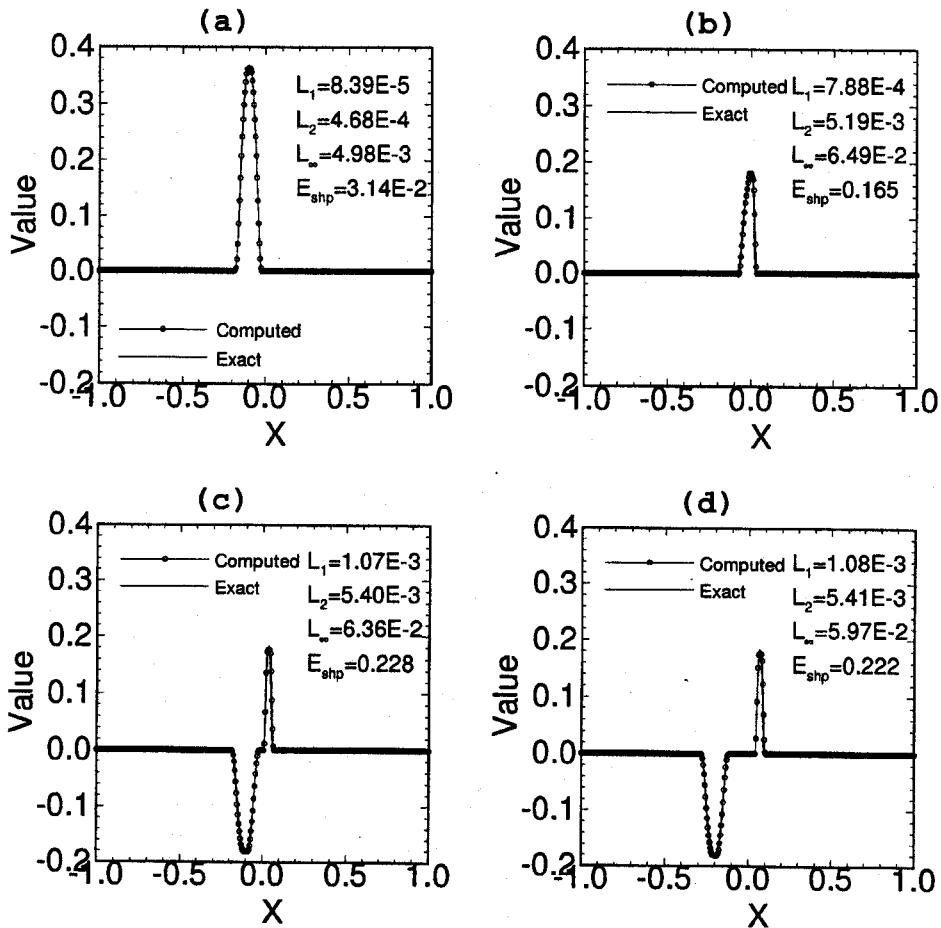 (a)
0.4
0.3
0.2
0.1
0.0
-0.1
-0.2
Value
L₁=8.39E-5
L₂=4.68E-4
L∞=4.98E-3
Eshp=3.14E-2
Computed
Exact
-1.0 -0.5 0.0 0.5 1.0
X
(b)
0.4
0.3
0.2
0.1
0.0
-0.1
-0.2
Value
Computed L₁=7.88E-4
Exact L₂=5.19E-3
L∞=6.49E-2
Eshp=0.165
-1.0 -0.5 0.0 0.5 1.0
X
(c)
0.4
0.3
0.2
0.1
0.0
-0.1
-0.2
Value
Computed L₁=1.07E-3
Exact L₂=5.40E-3
L∞=6.36E-2
Eshp=0.228
-1.0 -0.5 0.0 0.5 1.0
X
(d)
0.4
0.3
0.2
0.1
0.0
-0.1
-0.2
Value
Computed L₁=1.08E-3
Exact L₂=5.41E-3
L∞=5.97E-2
Eshp=0.222
-1.0 -0.5 0.0 0.5 1.0
X